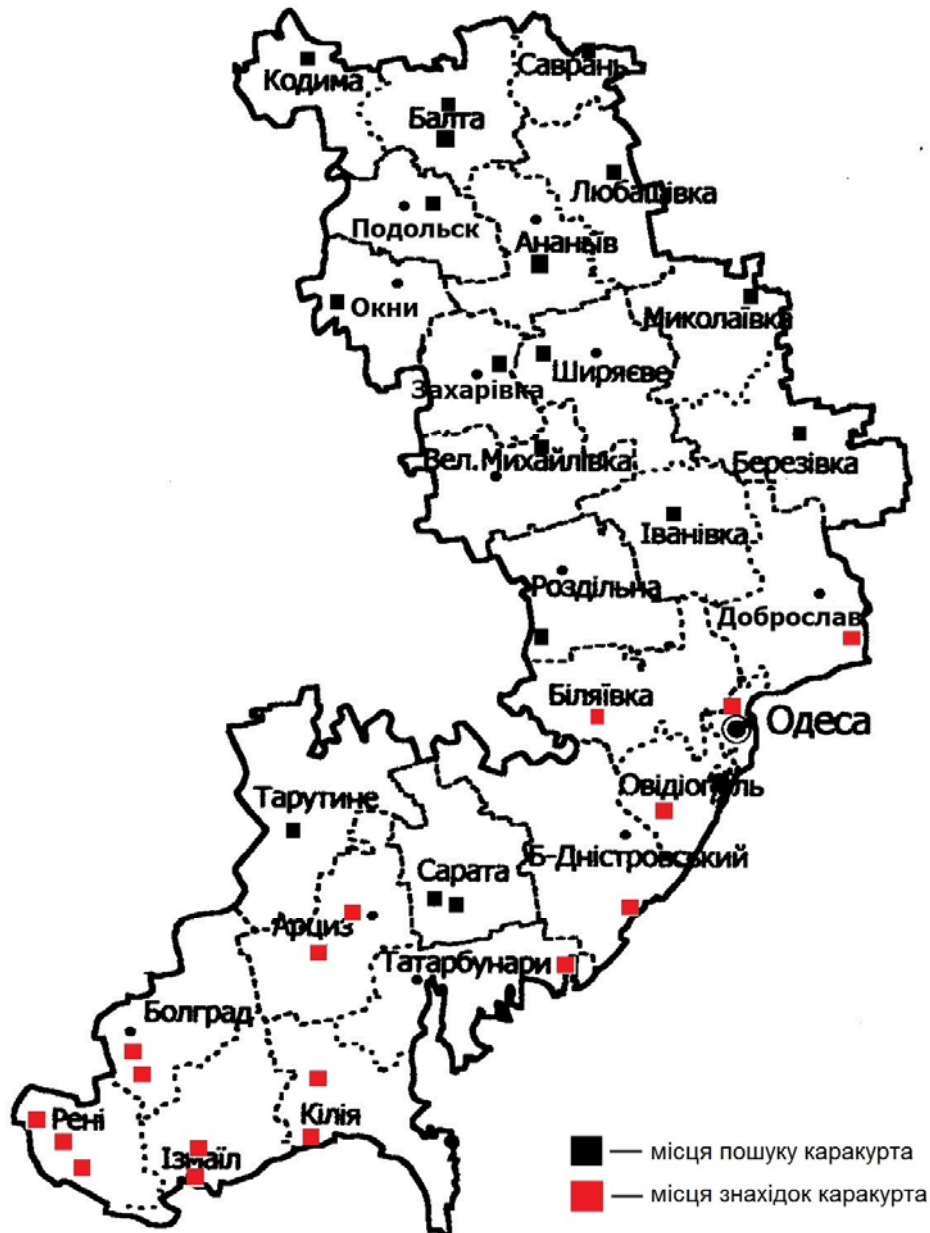 Саврань
Кодима
Балта
Любашівка
Подольск
Ананьїв
Окни
Миколаївка
Ширяєве
Захарівка
Вел.Михайлівка
Березівка
Іванівка
Роздільна
Доброслав
Біляївка
Одеса
Тарутине
Овідіополь
Б-Дністровський
Сарата
Арциз
Татарбунари
Болград
Рені
Кілія
Ізмаїл
— місця пошуку каракурта
— місця знахідок каракурта